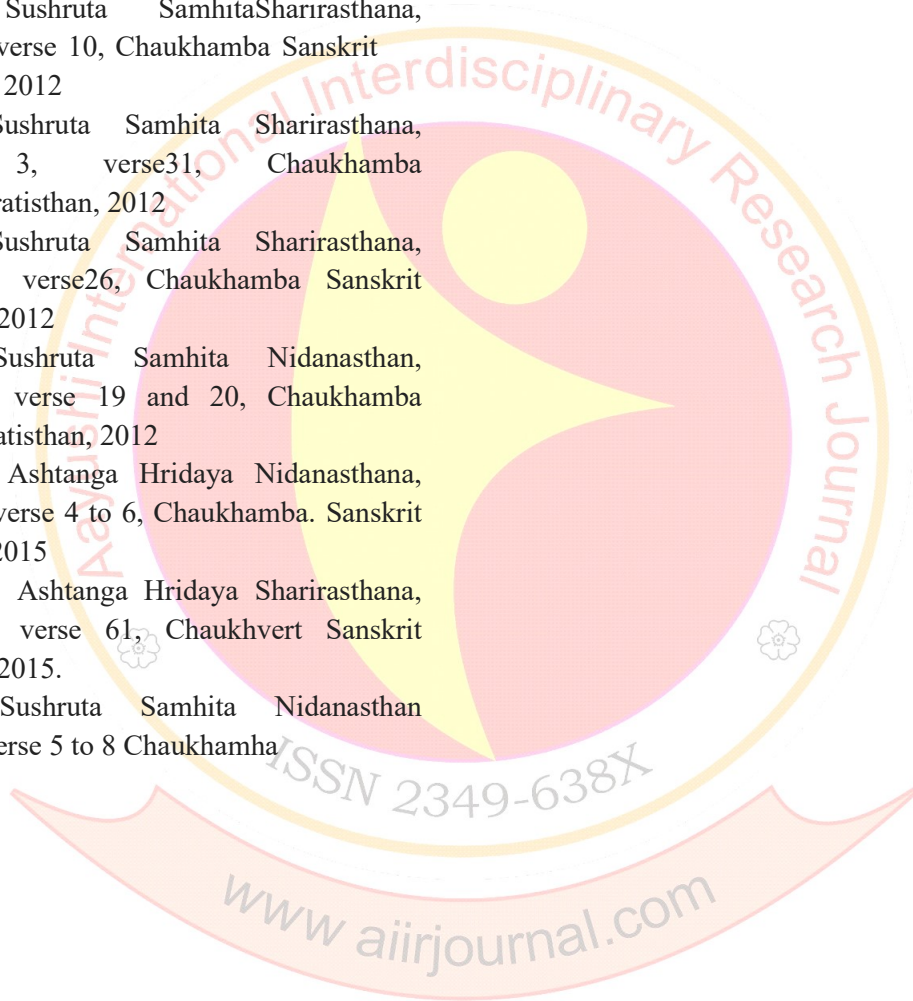 Sushruta SamhitaSharirasthana,
verse 10, Chaukhamba Sanskrit
2012
Sushruta Samhita Sharirasthana,
3, verse31, Chaukhamba
ratisthan, 2012
Sushruta Samhita Sharirasthana,
verse26, Chaukhamba Sanskrit
2012
Sushruta Samhita Nidanasthan,
verse 19 and 20, Chaukhamba
atisthan, 2012
Ashtanga Hridaya Nidanasthana,
verse 4 to 6, Chaukhamba. Sanskrit
2015
Ashtanga Hridaya Sharirasthana,
verse 61, Chaukhvert Sanskrit
2015.
Sushruta Samhita Nidanasthan
erse 5 to 8 Chaukhamha
Aayushi International Interdisciplinary Research Journal
ISSN 2349-638X
www aiirjournal.com